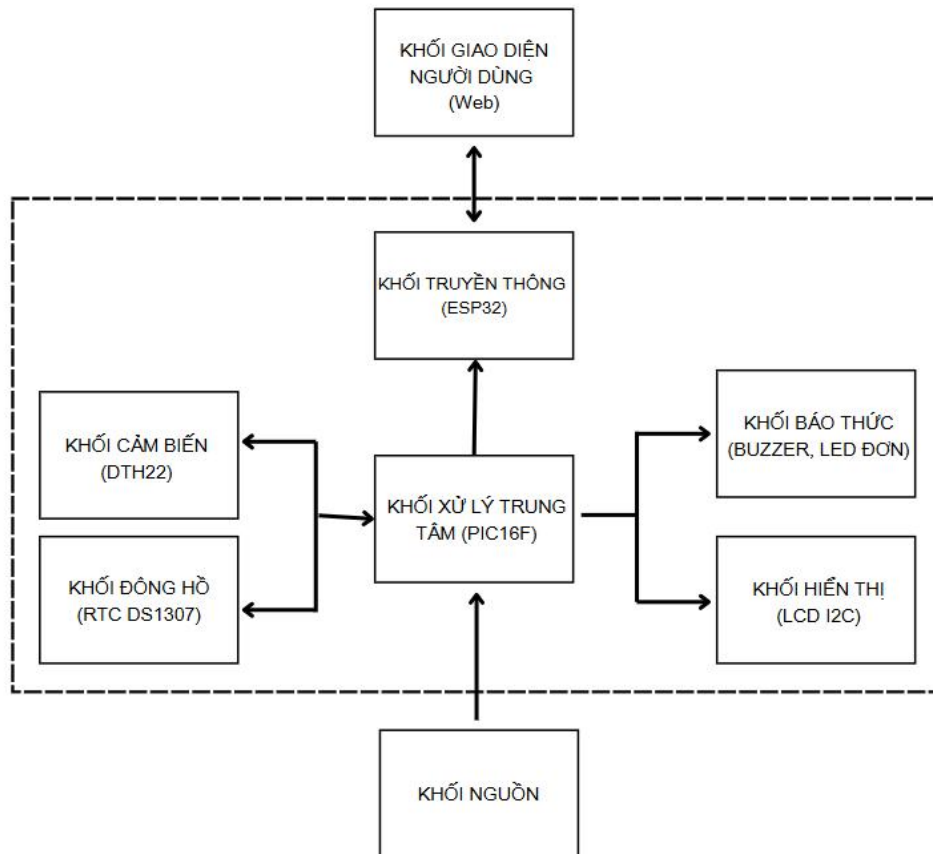 KHỐI GIAO DIỆN
NGƯỜI DÙNG
(Web)
KHỐI TRUYỀN THÔNG
(ESP32)
KHỐI CẢM BIẾN
(DTH22)
KHỐI BÁO THỨC
(BUZZER, LED ĐƠN)
KHỐI XỬ LÝ TRUNG
TÂM (PIC16F)
KHỐI ĐÔNG HỒ
(RTC DS1307)
KHỐI HIỂN THỊ
(LCD I2C)
KHỐI NGUỒN